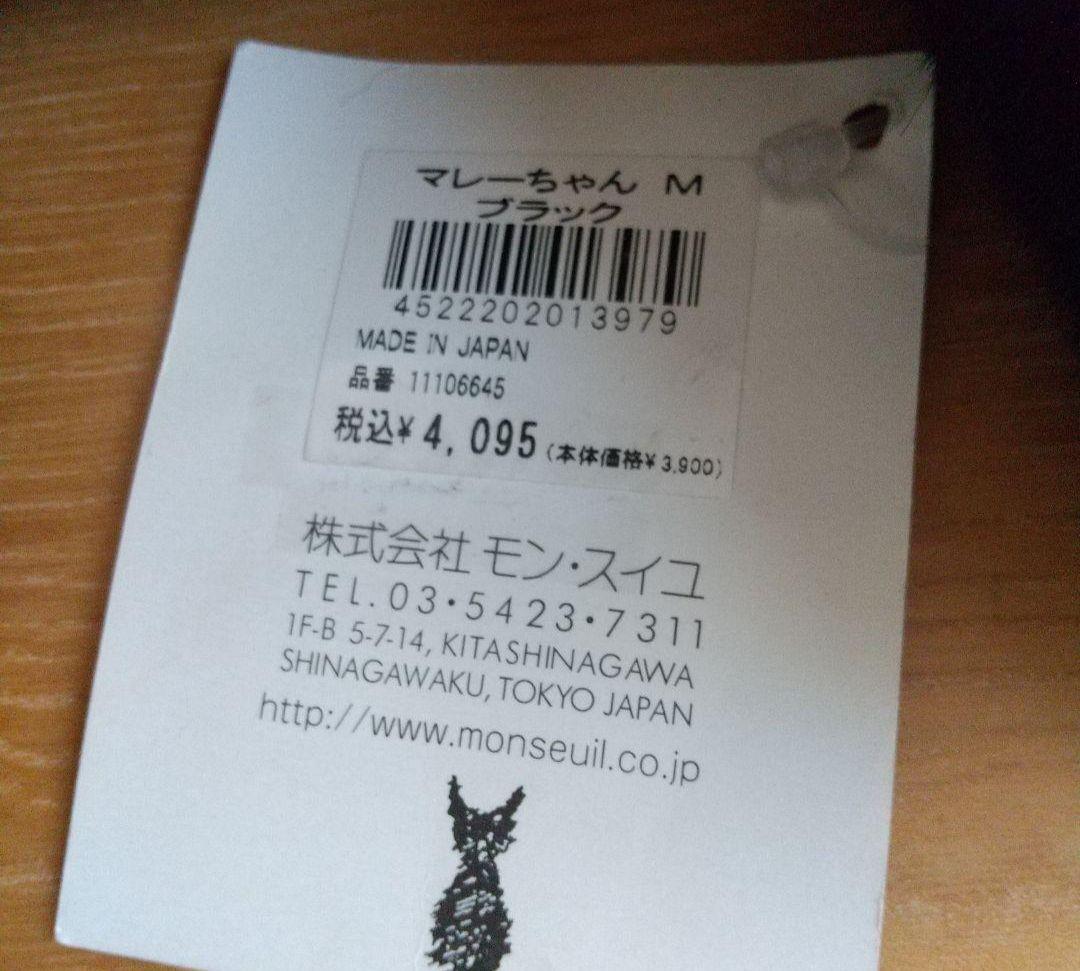 マレーちゃん M
ブラック
4522202013979
MADE IN JAPAN
品番 11106645
税込¥4,095(本体価格¥3,900)
株式会社 モン・スイユ
TEL.03・5423・7311
1F-B 5-7-14, KITASHINAGAWA
SHINAGAWAKU, TOKYO JAPAN
http://www.monseuil.co.jp